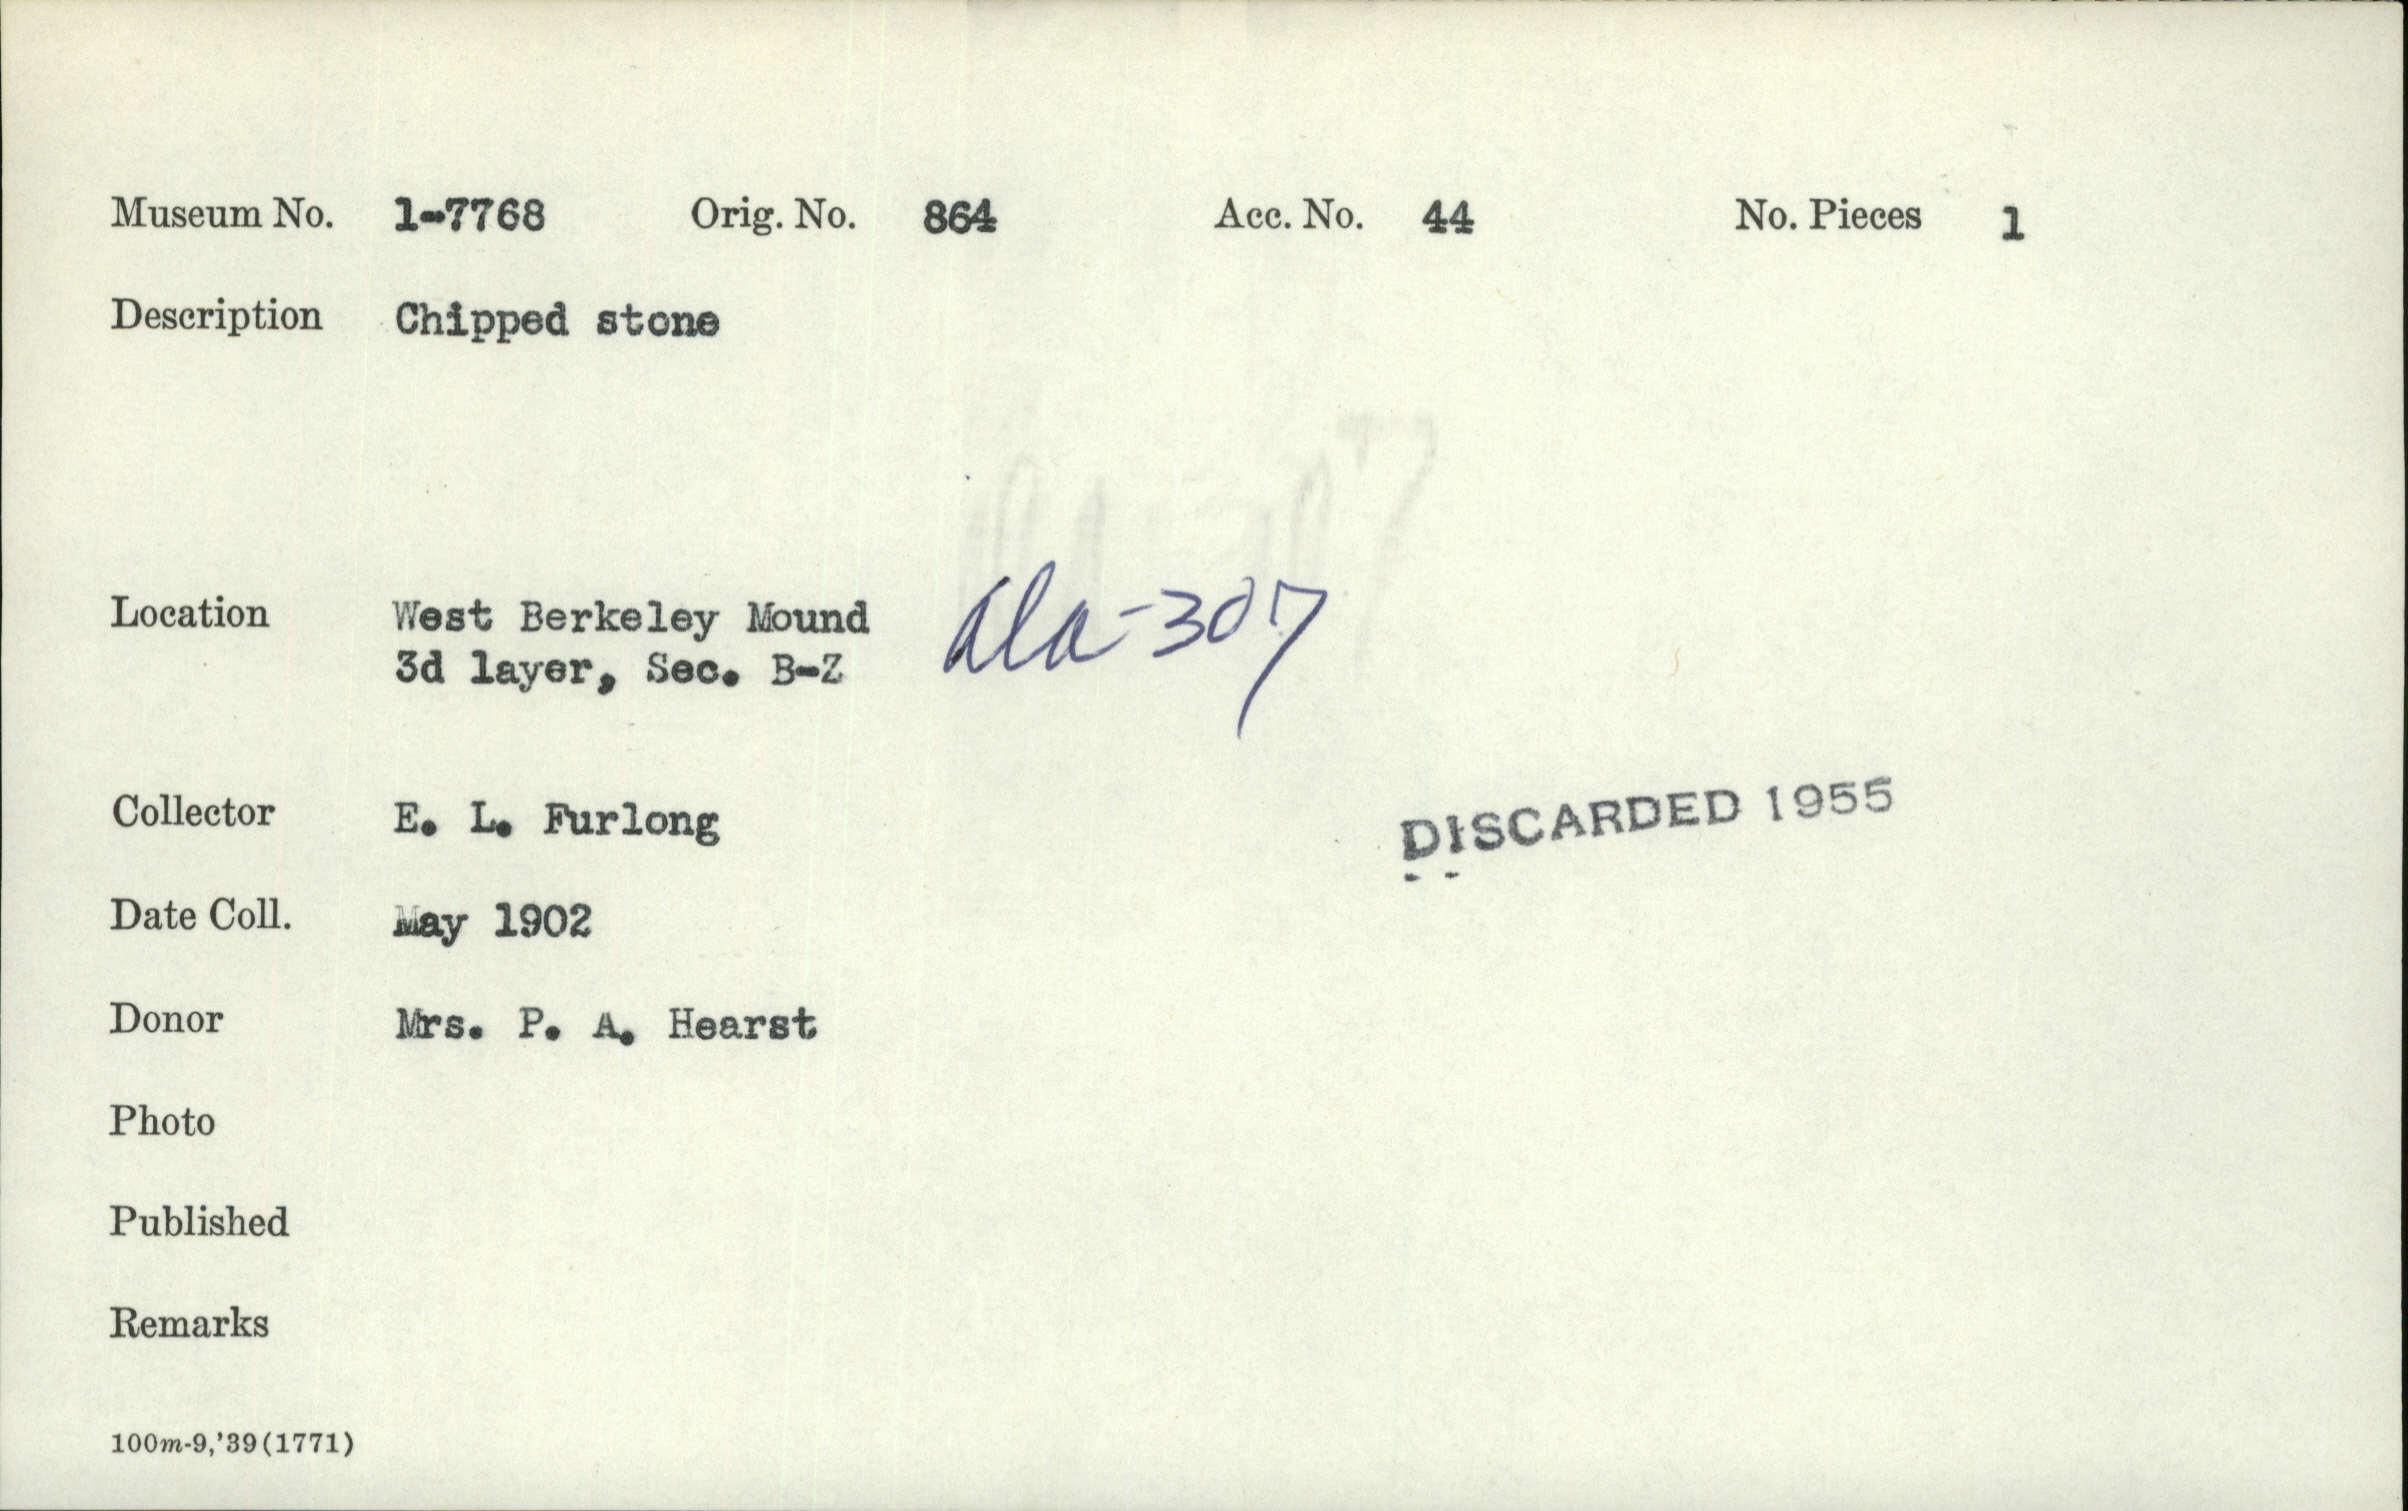 Museum No. 1-7768 Orig. No. 864 Acc. No. 44 No. Pieces 1
Description Chipped stone
Location West Berkeley Mound Ala-307
3d layer, Sec. B-Z
Collector E. L. Furlong
DISCARDED 1955
Date Coll. May 1902
Donor Mrs. P. A. Hearst
Photo
Published
Remarks
100m-9,'39(1771)